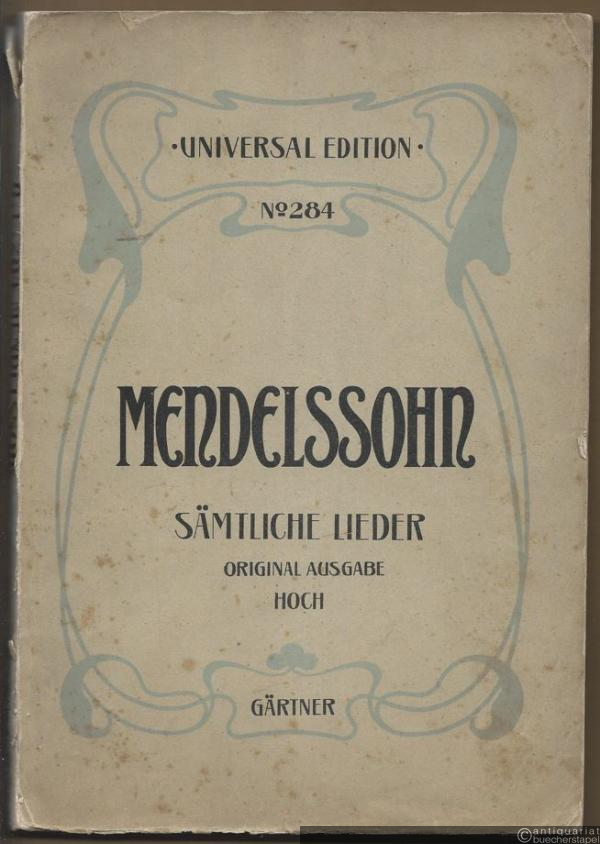 ·UNIVERSAL EDITION·
Nº284
MENDELSSOHN
SÄMTLICHE LIEDER
ORIGINAL AUSGABE
HOCH
GÄRTNER
©antiquariat
buecherstapel